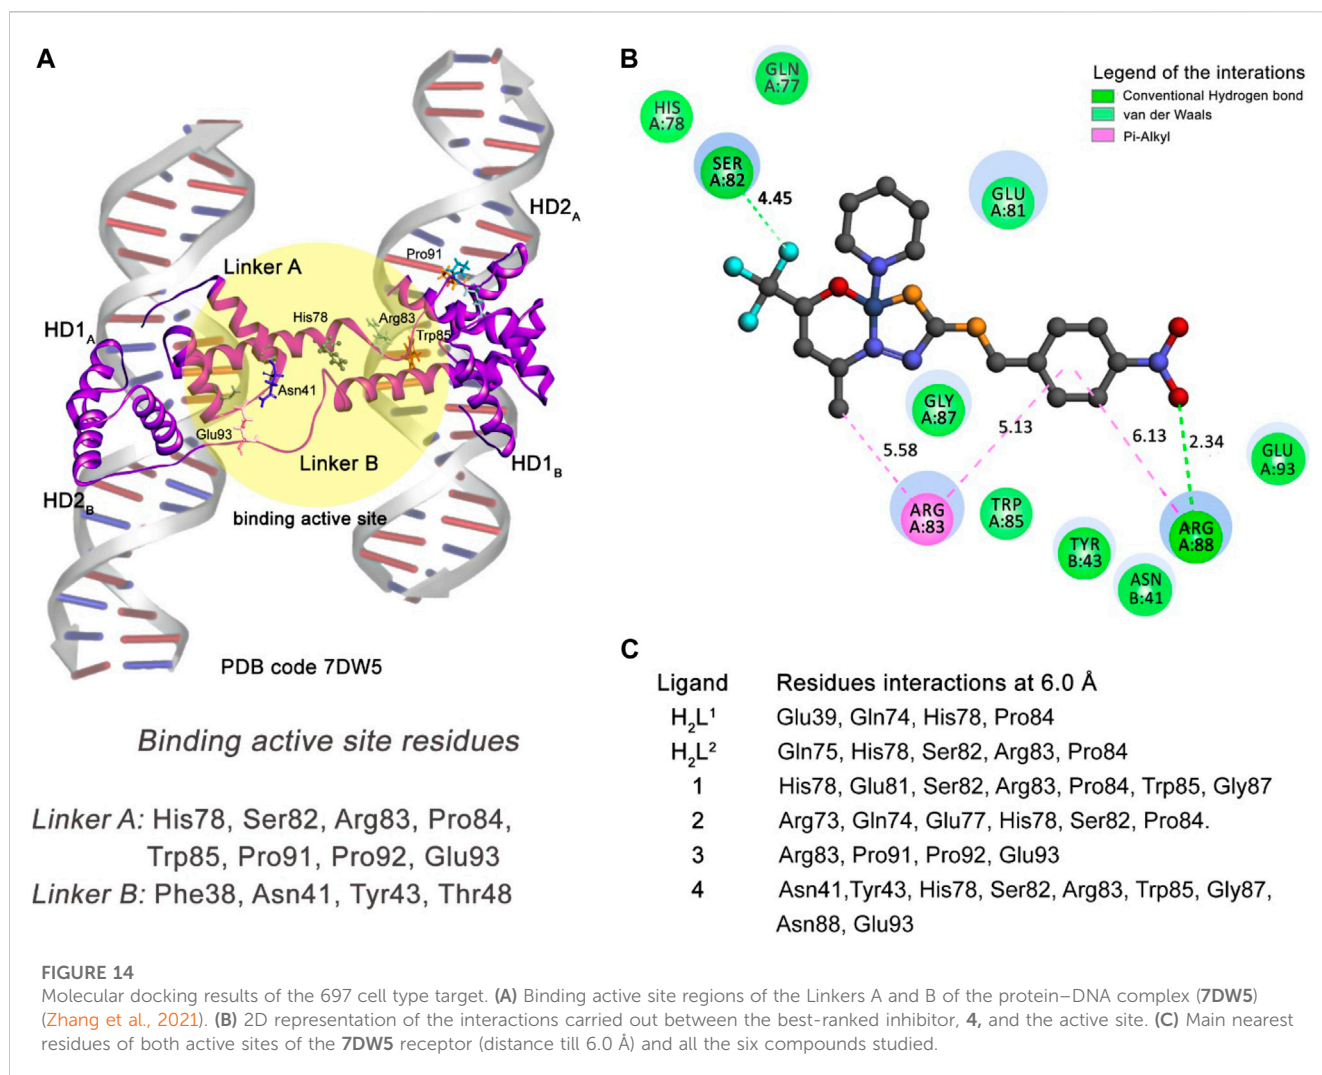 A
HD2A
Pro91
Linker A
His78
Arg83
HD1A
Trp85
Asn41
Glu93
Linker B
HD1B
HD2B
binding active site
PDB code 7DW5
Binding active site residues
Linker A: His78, Ser82, Arg83, Pro84,
Trp85, Pro91, Pro92, Glu93
Linker B: Phe38, Asn41, Tyr43, Thr48
B
GLN
A:77
Legend of the interations
Conventional Hydrogen bond
van der Waals
Pi-Alkyl
HIS
A:78
SER
A:82
4.45
GLU
A:81
GLY
A:87
5.58
5.13
6.13
2.34
GLU
A:93
ARG
A:83
TRP
A:85
TYR
B:43
ARG
A:88
ASN
B:41
C
Ligand Residues interactions at 6.0 Å
H2L1 Glu39, Gln74, His78, Pro84
H2L2 Gln75, His78, Ser82, Arg83, Pro84
1 His78, Glu81, Ser82, Arg83, Pro84, Trp85, Gly87
2 Arg73, Gln74, Glu77, His78, Ser82, Pro84.
3 Arg83, Pro91, Pro92, Glu93
4 Asn41,Tyr43, His78, Ser82, Arg83, Trp85, Gly87,
Asn88, Glu93
FIGURE 14
Molecular docking results of the 697 cell type target. (A) Binding active site regions of the Linkers A and B of the protein–DNA complex (7DW5)
(Zhang et al., 2021). (B) 2D representation of the interactions carried out between the best-ranked inhibitor, 4, and the active site. (C) Main nearest
residues of both active sites of the 7DW5 receptor (distance till 6.0 Å) and all the six compounds studied.